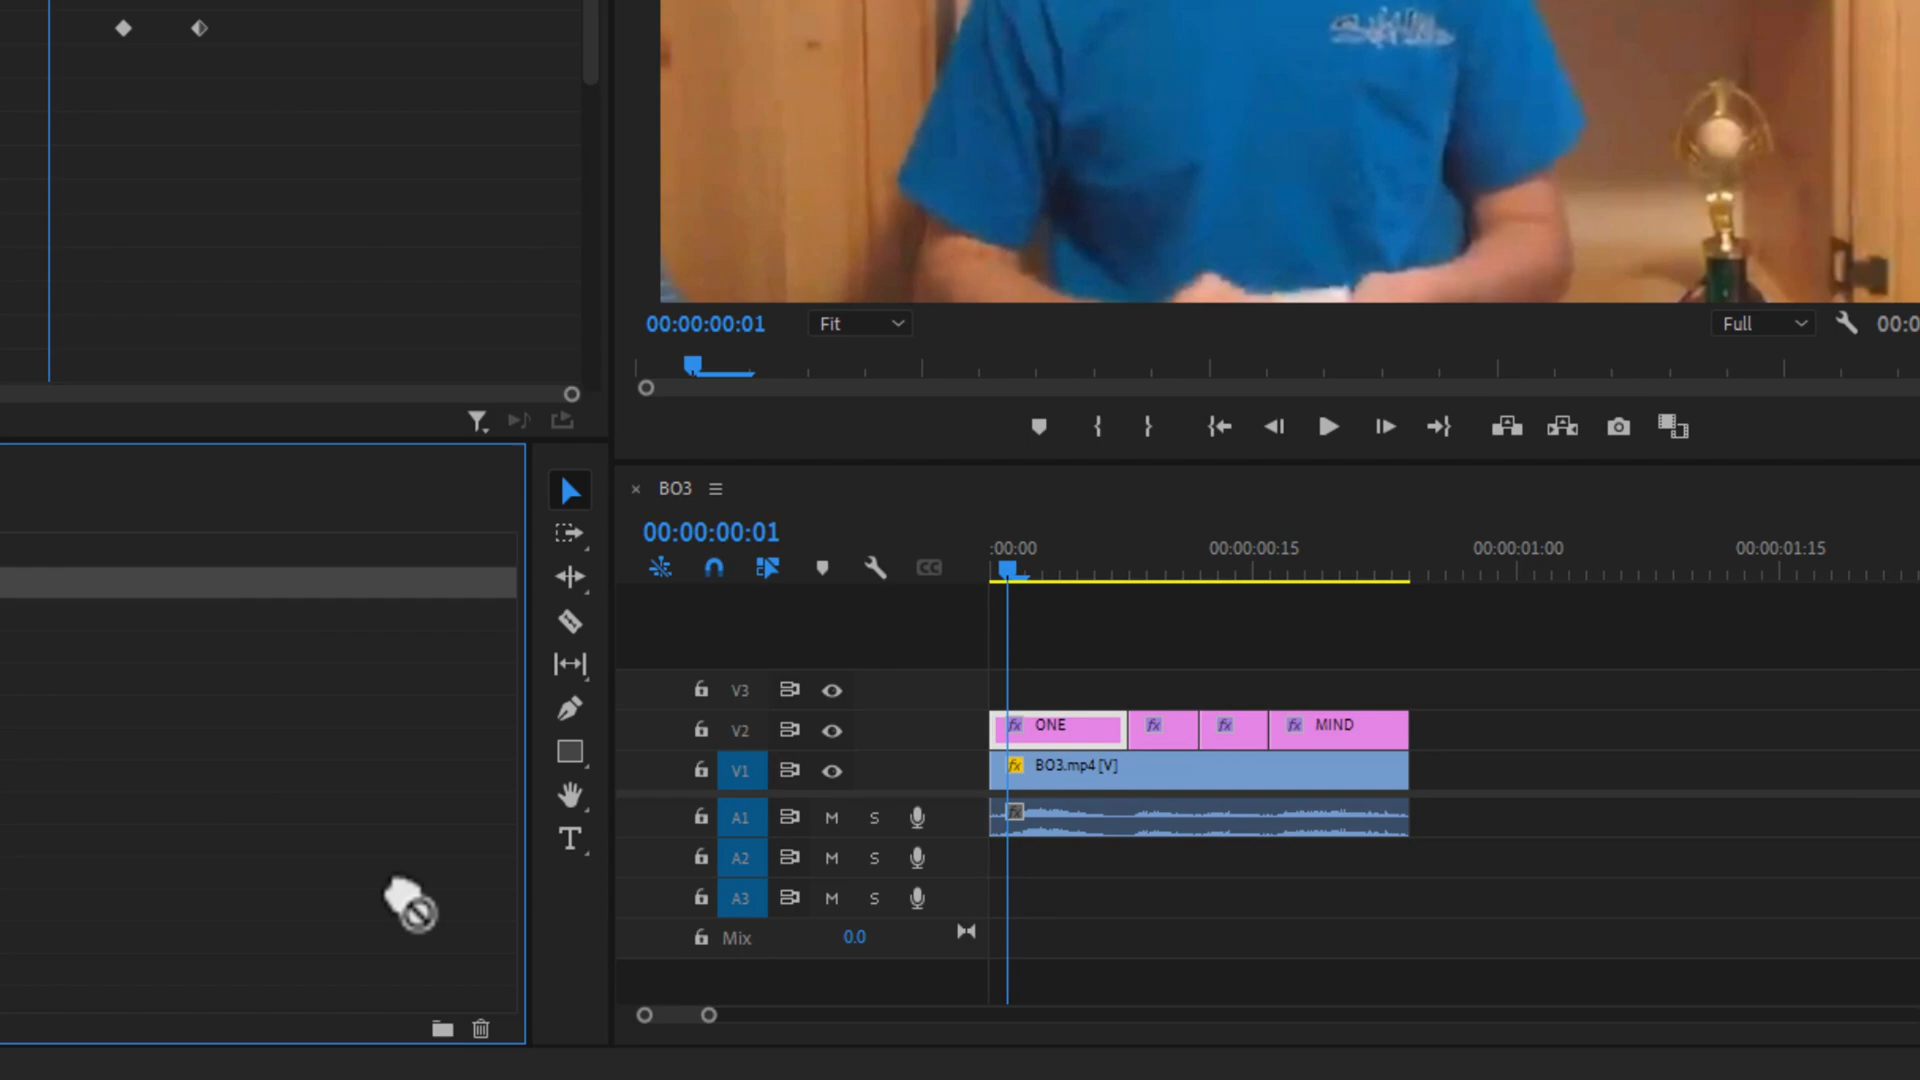 00:00:00:01
Fit
Full
00:0
BO3
00:00:00:01
:00:00
00:00:00:15
00:00:01:00
00:00:01:15
CC
V3
V2
fx ONE
fx
fx
fx MIND
V1
fx BO3.mp4 [V]
A1
M
S
fx
A2
M
S
A3
M
S
Mix
0.0